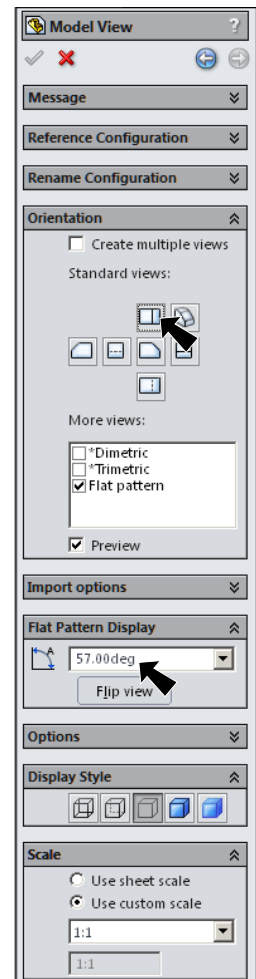 Model View ?
Message
Reference Configuration
Rename Configuration
Orientation
Create multiple views
Standard views:
More views:
*Dimetric
*Trimetric
Flat pattern
Preview
Import options
Flat Pattern Display
A
57.00deg
Flip view
Options
Display Style
Scale
Use sheet scale
Use custom scale
1:1
1:1